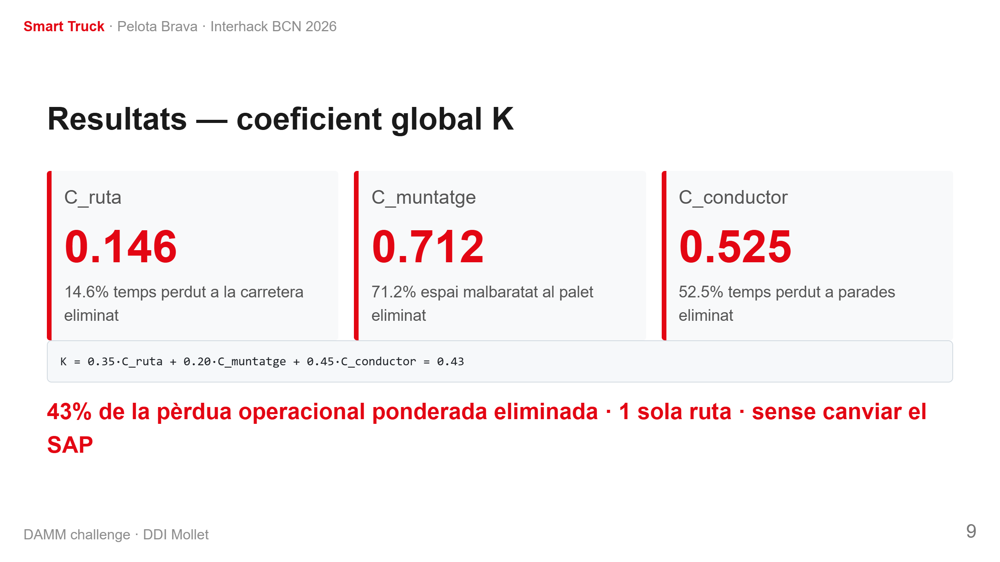 Smart Truck · Pelota Brava · Interhack BCN 2026
Resultats — coeficient global K
C_ruta
0.146
14.6% temps perdut a la carretera
eliminat
C_muntatge
0.712
71.2% espai malbaratat al palet
eliminat
C_conductor
0.525
52.5% temps perdut a parades
eliminat
K = 0.35·C_ruta + 0.20·C_muntatge + 0.45·C_conductor = 0.43
43% de la pèrdua operacional ponderada eliminada · 1 sola ruta · sense canviar el
SAP
DAMM challenge · DDI Mollet
9